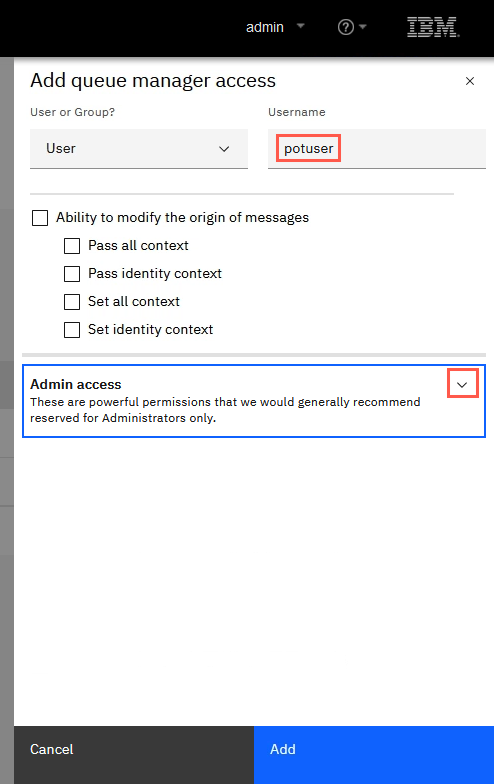 admin
IBM
Add queue manager access
User or Group?
Username
User
potuser
Ability to modify the origin of messages
Pass all context
Pass identity context
Set all context
Set identity context
Admin access
These are powerful permissions that we would generally recommend
reserved for Administrators only.
Cancel
Add